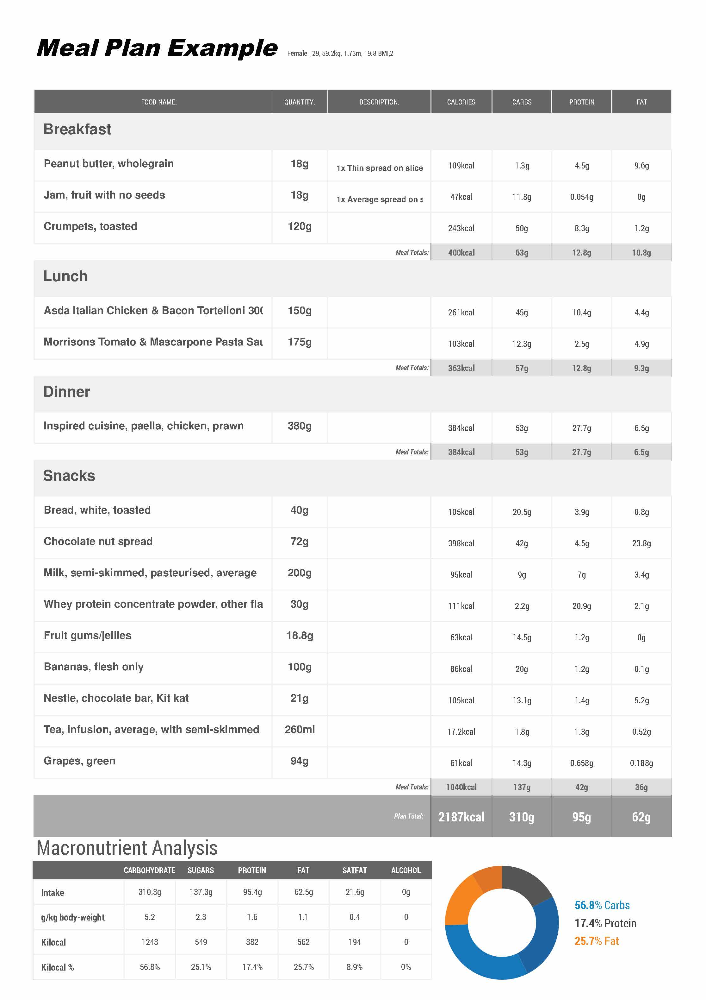 Meal Plan Example Female , 29, 59.2kg, 1.73m, 19.8 BMI,2
FOOD NAME: QUANTITY: DESCRIPTION: CALORIES CARBS PROTEIN FAT
Breakfast
Peanut butter, wholegrain 18g 1x Thin spread on slice 109kcal 1.3g 4.5g 9.6g
Jam, fruit with no seeds 18g 1x Average spread on s 47kcal 11.8g 0.054g 0g
Crumpets, toasted 120g 243kcal 50g 8.3g 1.2g
Meal Totals: 400kcal 63g 12.8g 10.8g
Lunch
Asda Italian Chicken & Bacon Tortelloni 300 150g 261kcal 45g 10.4g 4.4g
Morrisons Tomato & Mascarpone Pasta Sau 175g 103kcal 12.3g 2.5g 4.9g
Meal Totals: 363kcal 57g 12.8g 9.3g
Dinner
Inspired cuisine, paella, chicken, prawn 380g 384kcal 53g 27.7g 6.5g
Meal Totals: 384kcal 53g 27.7g 6.5g
Snacks
Bread, white, toasted 40g 105kcal 20.5g 3.9g 0.8g
Chocolate nut spread 72g 398kcal 42g 4.5g 23.8g
Milk, semi-skimmed, pasteurised, average 200g 95kcal 9g 7g 3.4g
Whey protein concentrate powder, other fla 30g 111kcal 2.2g 20.9g 2.1g
Fruit gums/jellies 18.8g 63kcal 14.5g 1.2g 0g
Bananas, flesh only 100g 86kcal 20g 1.2g 0.1g
Nestle, chocolate bar, Kit kat 21g 105kcal 13.1g 1.4g 5.2g
Tea, infusion, average, with semi-skimmed 260ml 17.2kcal 1.8g 1.3g 0.52g
Grapes, green 94g 61kcal 14.3g 0.658g 0.188g
Meal Totals: 1040kcal 137g 42g 36g
Plan Total: 2187kcal 310g 95g 62g
Macronutrient Analysis
CARBOHYDRATE SUGARS PROTEIN FAT SATFAT ALCOHOL
Intake 310.3g 137.3g 95.4g 62.5g 21.6g 0g
g/kg body-weight 5.2 2.3 1.6 1.1 0.4 0
Kilocal 1243 549 382 562 194 0
Kilocal % 56.8% 25.1% 17.4% 25.7% 8.9% 0%
56.8% Carbs
17.4% Protein
25.7% Fat